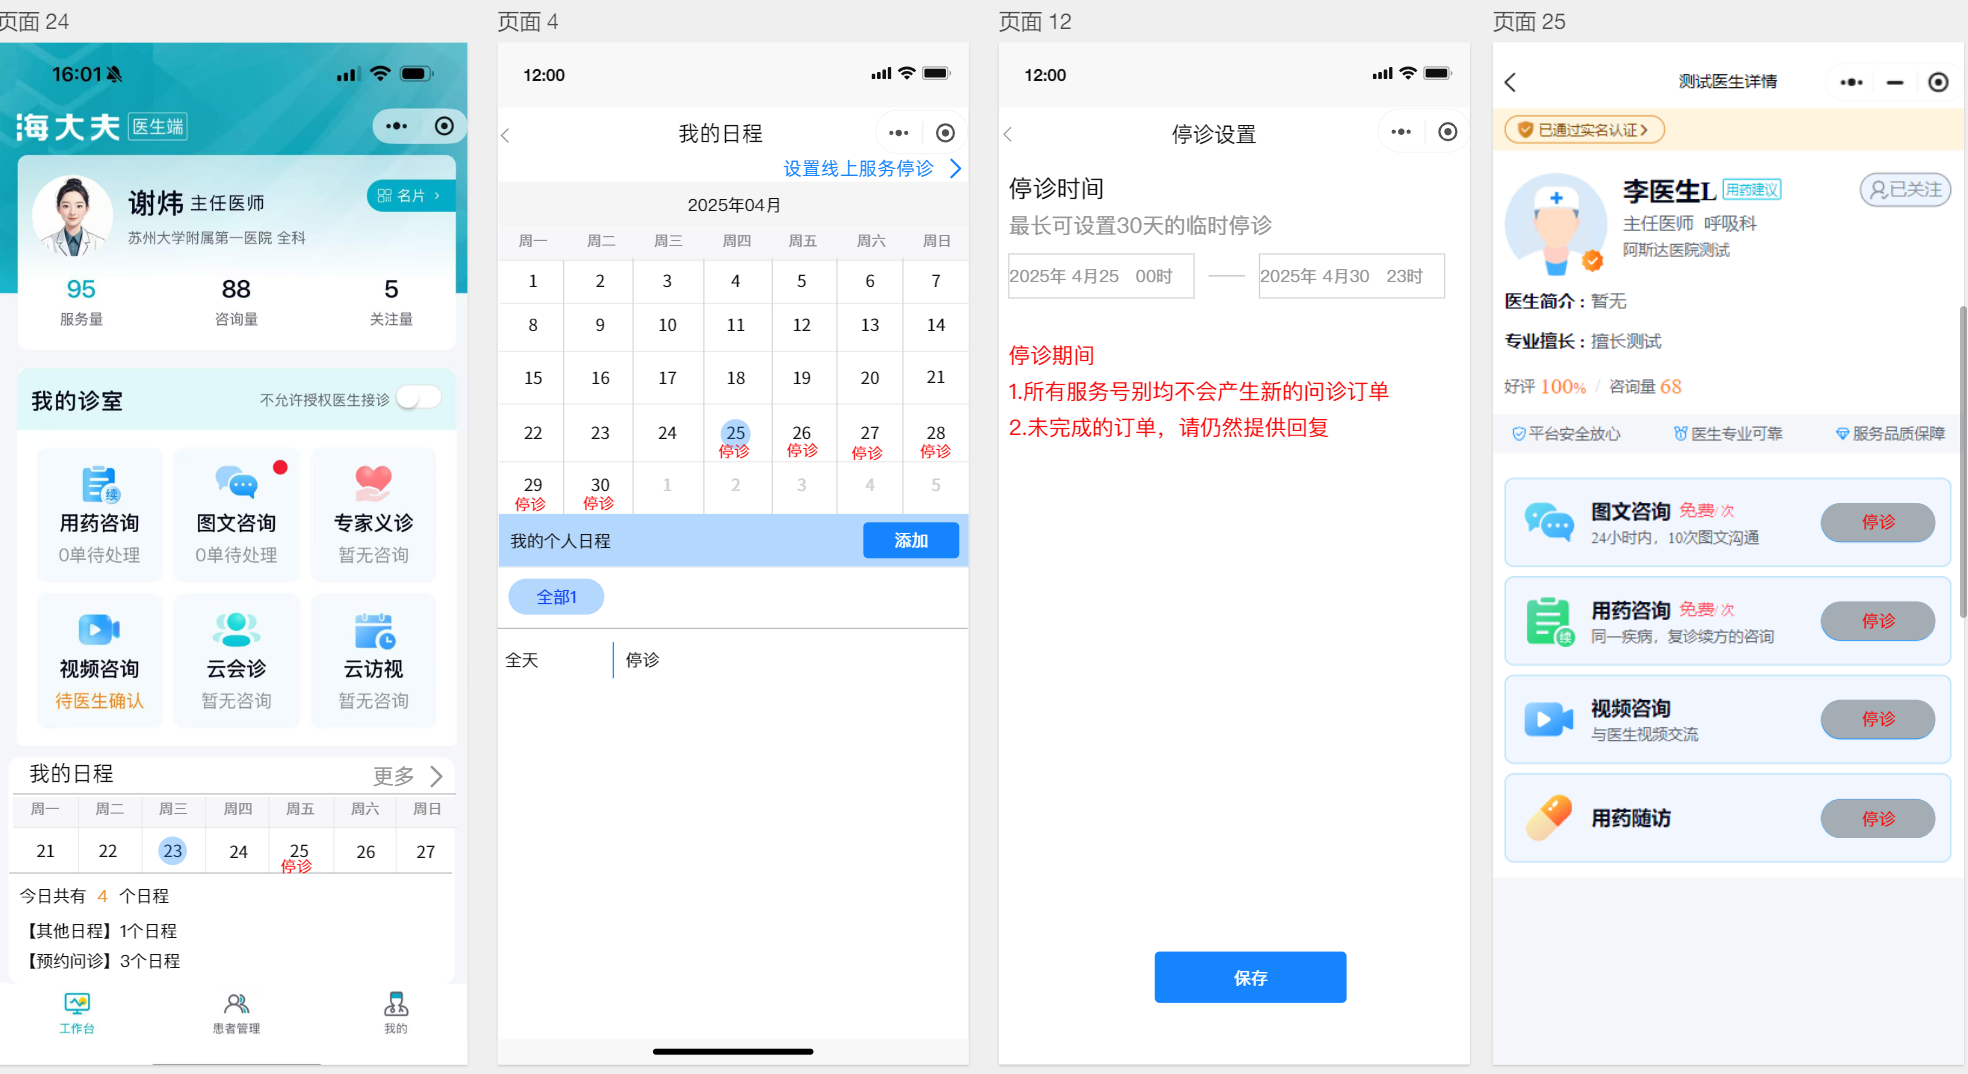 页面 24
16:01
海大夫 医生端
谢炜 主任医师
名片
苏州大学附属第一医院 全科
95 88 5
服务量 咨询量 关注量
我的诊室 不允许授权医生接诊
续
用药咨询 图文咨询 专家义诊
0单待处理 0单待处理 暂无咨询
视频咨询 云会诊 云访视
待医生确认 暂无咨询 暂无咨询
我的日程 更多
周一 周二 周三 周四 周五 周六 周日
21 22 23 24 25 26 27
停诊
今日共有 4 个日程
【其他日程】1个日程
【预约问诊】3个日程
工作台 患者管理 我的
页面 4
12:00
我的日程
设置线上服务停诊
2025年04月
周一 周二 周三 周四 周五 周六 周日
1 2 3 4 5 6 7
8 9 10 11 12 13 14
15 16 17 18 19 20 21
22 23 24 25 26 27 28
停诊 停诊 停诊 停诊
29 30 1 2 3 4 5
停诊 停诊
我的个人日程 添加
全部1
全天 停诊
页面 12
12:00
停诊设置
停诊时间
最长可设置30天的临时停诊
2025年 4月25 00时 2025年 4月30 23时
停诊期间
1.所有服务号别均不会产生新的问诊订单
2.未完成的订单，请仍然提供回复
保存
页面 25
测试医生详情
已通过实名认证
李医生L 用药建议 已关注
主任医师 呼吸科
阿斯达医院测试
医生简介：暂无
专业擅长：擅长测试
好评 100% / 咨询量 68
平台安全放心 医生专业可靠 服务品质保障
图文咨询 免费/次
24小时内，10次图文沟通
停诊
续
用药咨询 免费/次
同一疾病，复诊续方的咨询
停诊
视频咨询
与医生视频交流
停诊
用药随访
停诊